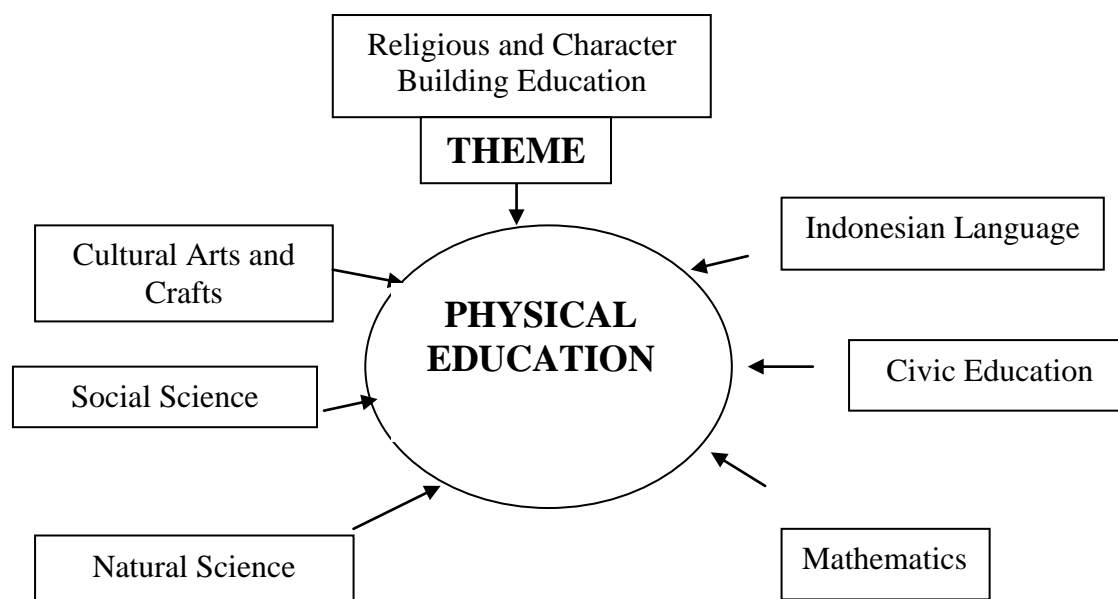 Religious and Character
Building Education
THEME
Indonesian Language
Cultural Arts and
Crafts
PHYSICAL
EDUCATION
Civic Education
Social Science
Natural Science
Mathematics